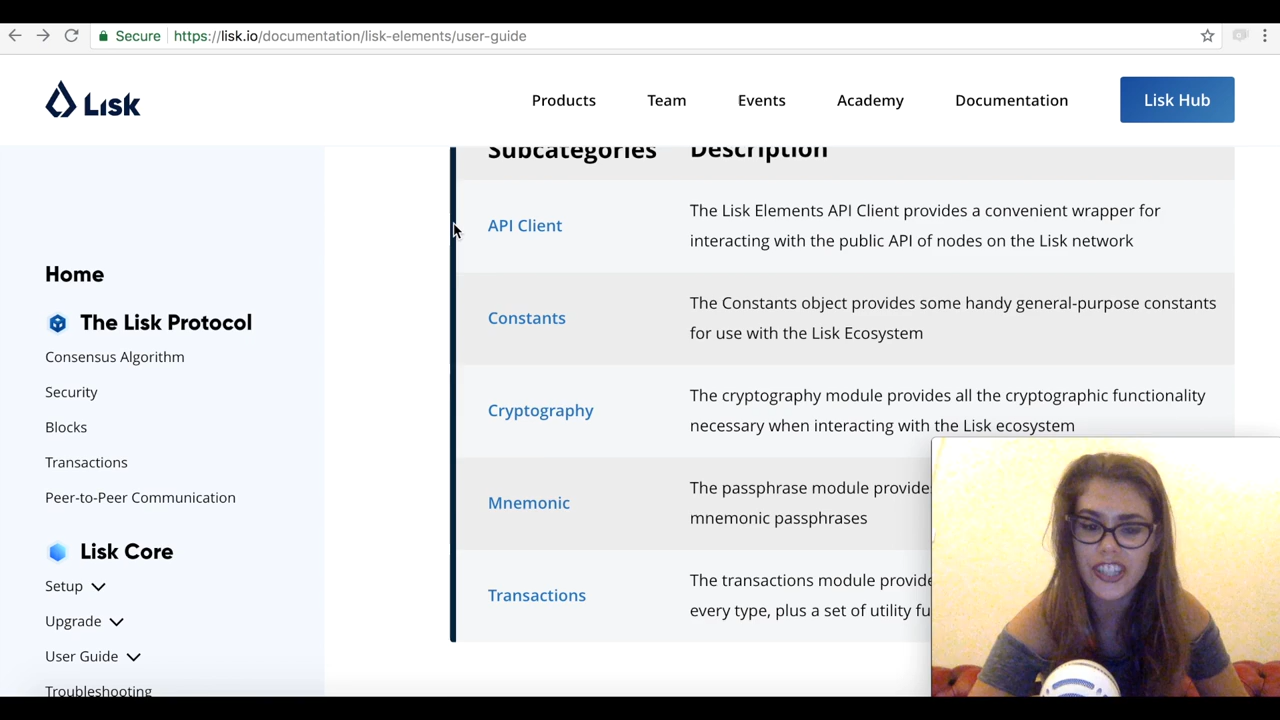 Secure https://lisk.io/documentation/lisk-elements/user-guide
Lisk
Products
Team
Events
Academy
Documentation
Lisk Hub
Home
The Lisk Protocol
Consensus Algorithm
Security
Blocks
Transactions
Peer-to-Peer Communication
Lisk Core
Setup
Upgrade
User Guide
Troubleshooting
Subcategories Description
API Client
The Lisk Elements API Client provides a convenient wrapper for
interacting with the public API of nodes on the Lisk network
Constants
The Constants object provides some handy general-purpose constants
for use with the Lisk Ecosystem
Cryptography
The cryptography module provides all the cryptographic functionality
necessary when interacting with the Lisk ecosystem
Mnemonic
The passphrase module provide
mnemonic passphrases
Transactions
The transactions module provide
every type, plus a set of utility fu